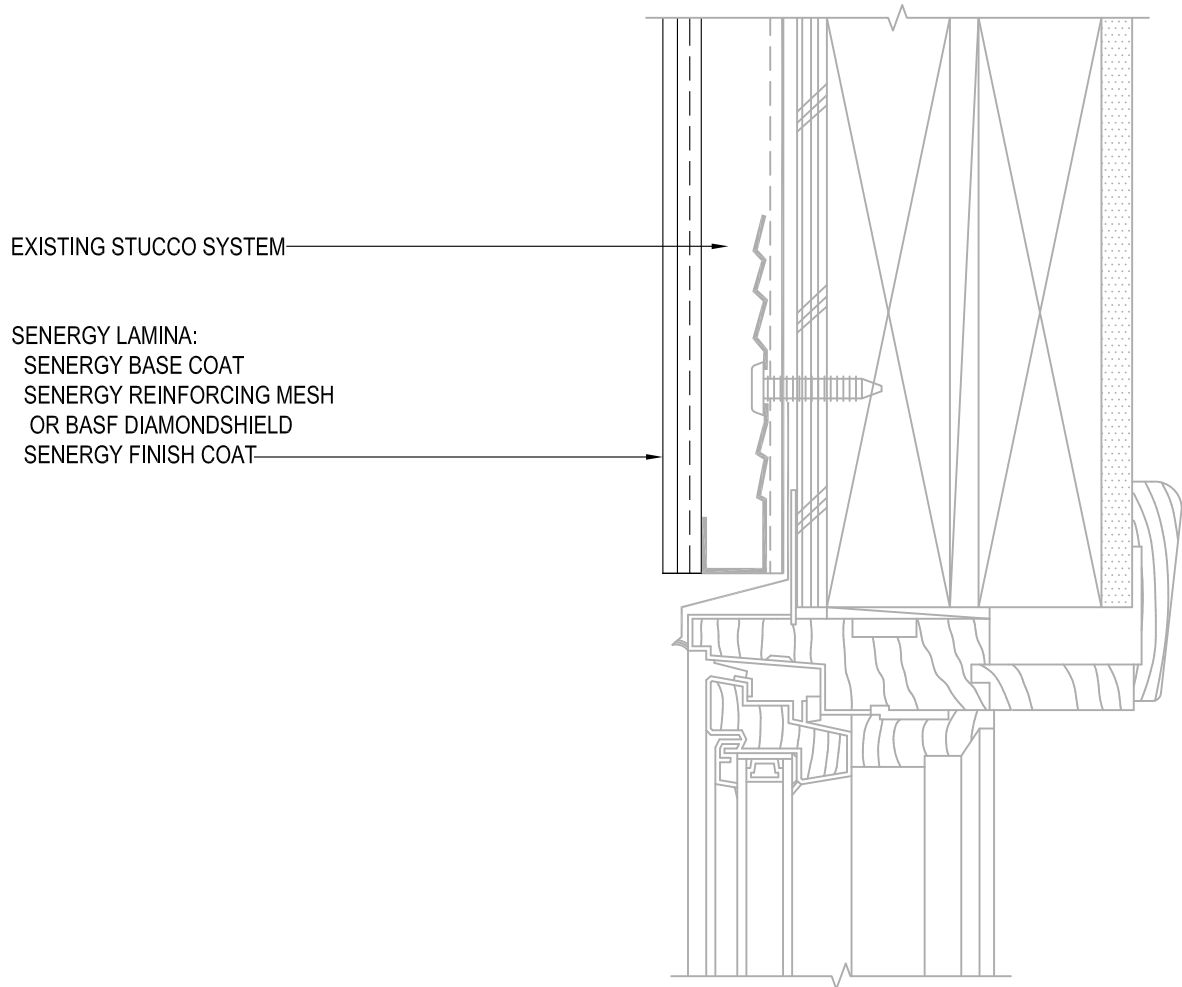 EXISTING STUCCO SYSTEM
SENERGY LAMINA:
SENERGY BASE COAT
SENERGY REINFORCING MESH
OR BASF DIAMONDSHIELD
SENERGY FINISH COAT